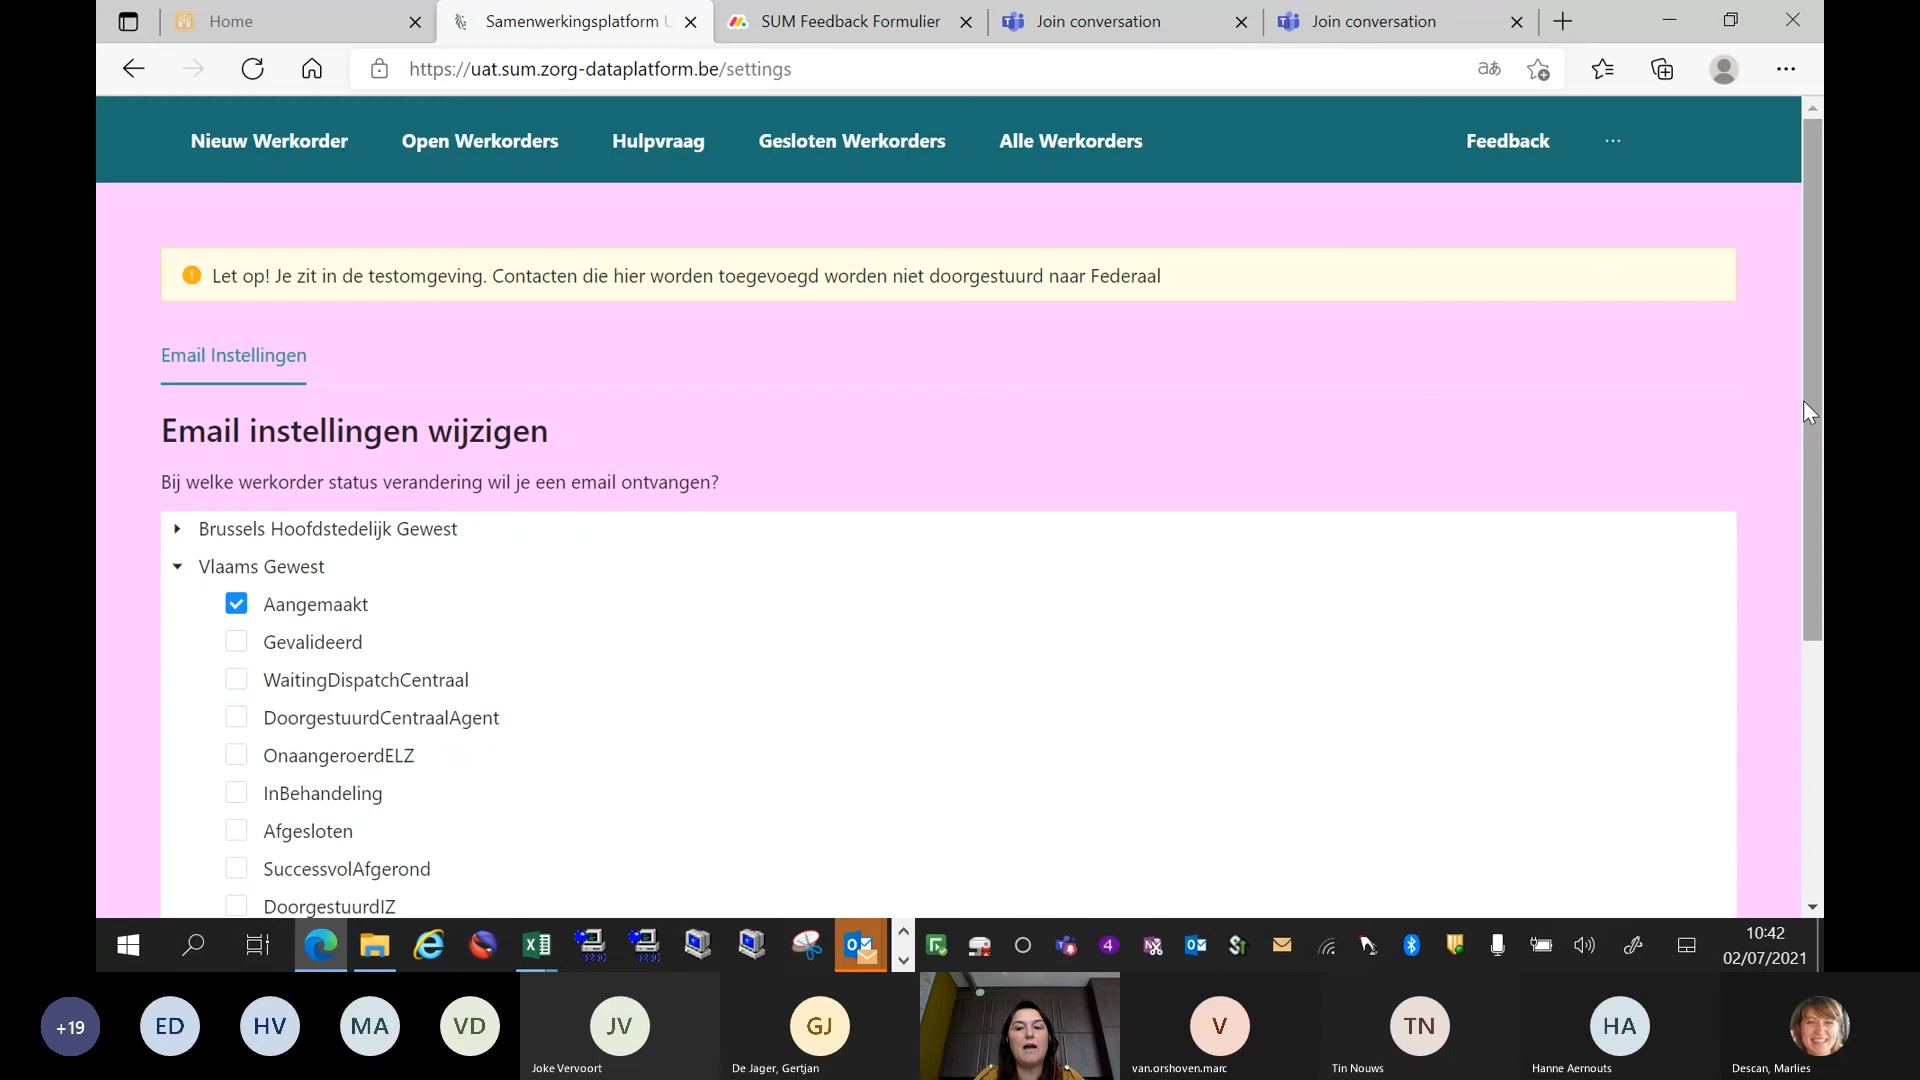 Home
Samenwerkingsplatform U
SUM Feedback Formulier
Join conversation
Join conversation
https://uat.sum.zorg-dataplatform.be/settings
Nieuw Werkorder
Open Werkorders
Hulpvraag
Gesloten Werkorders
Alle Werkorders
Feedback
Let op! Je zit in de testomgeving. Contacten die hier worden toegevoegd worden niet doorgestuurd naar Federaal
Email Instellingen
Email instellingen wijzigen
Bij welke werkorder status verandering wil je een email ontvangen?
Brussels Hoofdstedelijk Gewest
Vlaams Gewest
Aangemaakt
Gevalideerd
WaitingDispatchCentraal
DoorgestuurdCentraalAgent
OnaangeroerdELZ
InBehandeling
Afgesloten
SuccessvolAfgerond
DoorgestuurdIZ
10:42
02/07/2021
+19
ED
HV
MA
VD
JV
GJ
V
TN
HA
Joke Vervoort
De Jager, Gertjan
van.orshoven.marc
Tin Nouws
Hanne Aernouts
Descan, Marlies